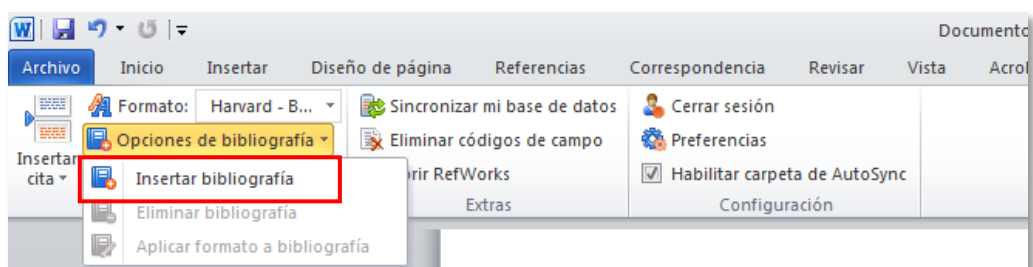 Documento
Archivo Inicio Insertar Diseño de página Referencias Correspondencia Revisar Vista
Formato: Harvard - B... Sincronizar mi base de datos Cerrar sesión
Opciones de bibliografía Eliminar códigos de campo Preferencias
Insertar cita
Insertar bibliografía RefWorks Habilitar carpeta de AutoSync
Eliminar bibliografía Extras Configuración
Aplicar formato a bibliografía